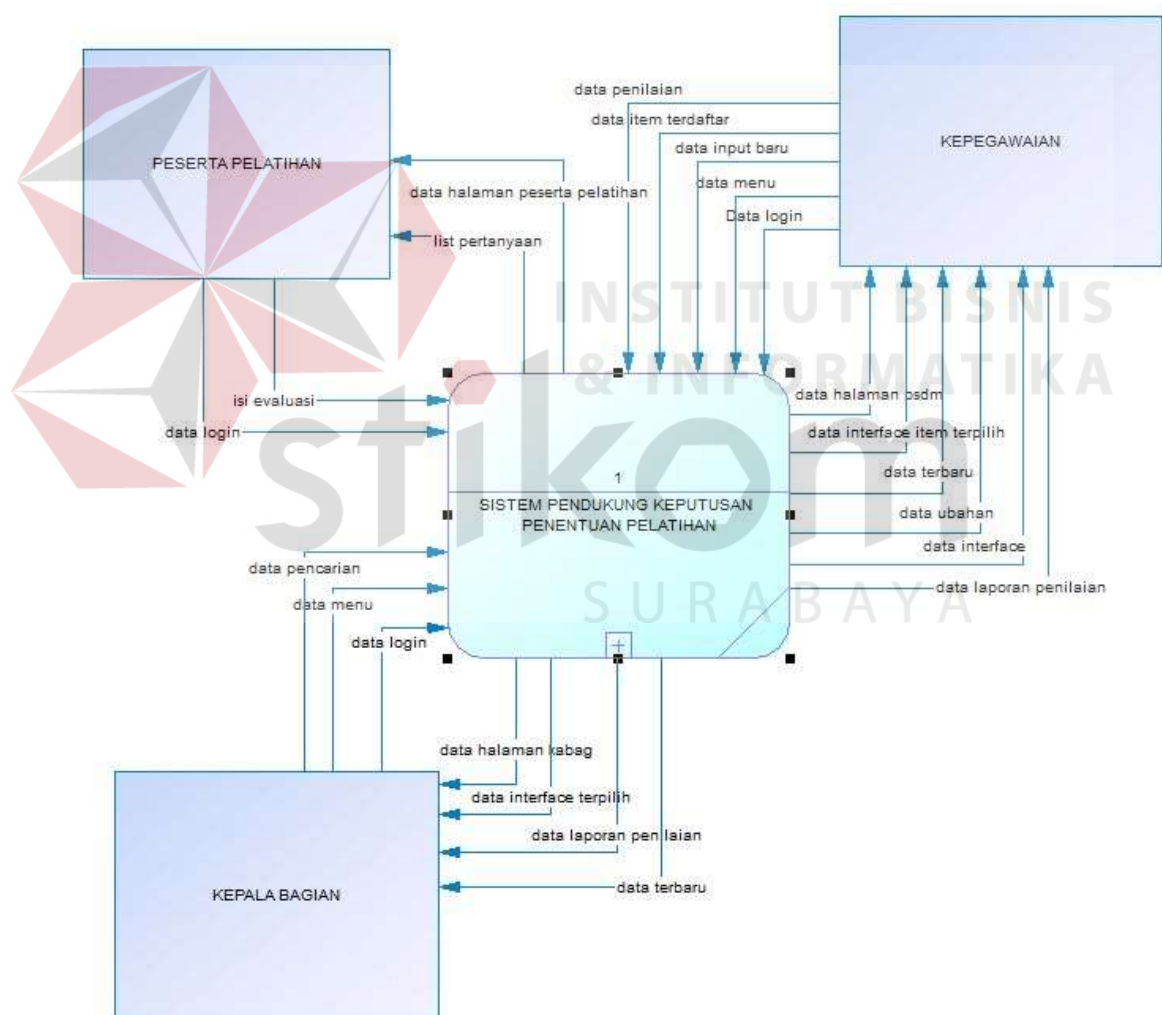 data penilaian
data item terdaftar
data input baru
data menu
Data login
KEPEGAWAIAN
PESERTA PELATIHAN
data halaman peserta pelatihan
list pertanyaan
INSTITUT BISNIS
& INFORMATIKA
stikom
SURABAYA
isi evaluasi
data login
data halaman psdm
data interface item terpilih
data terbaru
data ubahan
data interface
data laporan penilaian
1
SISTEM PENDUKUNG KEPUTUSAN
PENENTUAN PELATIHAN
data pencarian
data menu
data login
data halaman kabag
data interface terpilih
data laporan penilaian
data terbaru
KEPALA BAGIAN